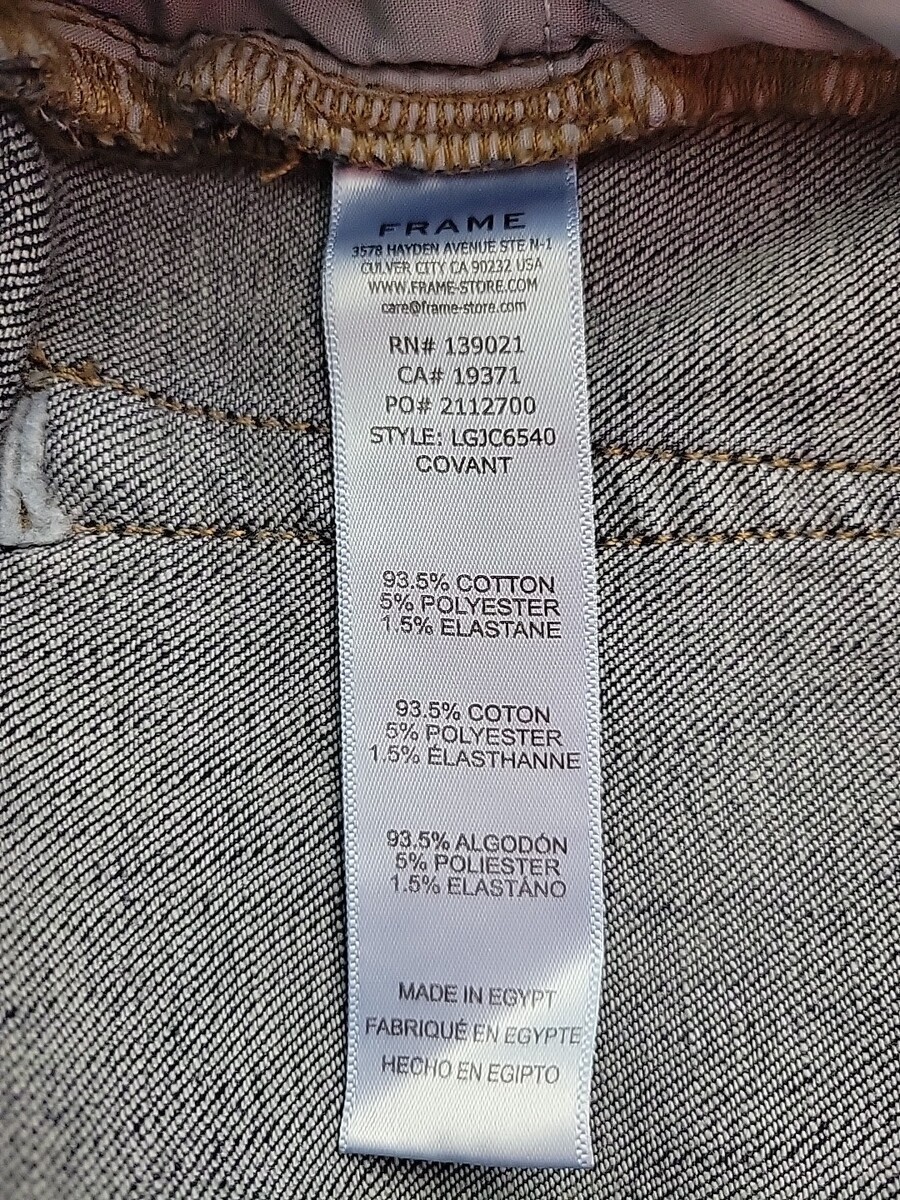 FRAME
3578 HAYDEN AVENUE STE N-1
CULVER CITY CA 90232 USA
WWW.FRAME-STORE.COM
care@frame-store.com
RN# 139021
CA# 19371
PO# 2112700
STYLE: LGJC6540
COVANT
93.5% COTTON
5% POLYESTER
1.5% ELASTANE
93.5% COTON
5% POLYESTER
1.5% ÉLASTHANNE
93.5% ALGODÓN
5% POLIESTER
1.5% ELASTÁNO
MADE IN EGYPT
FABRIQUÉ EN EGYPTE
HECHO EN EGIPTO